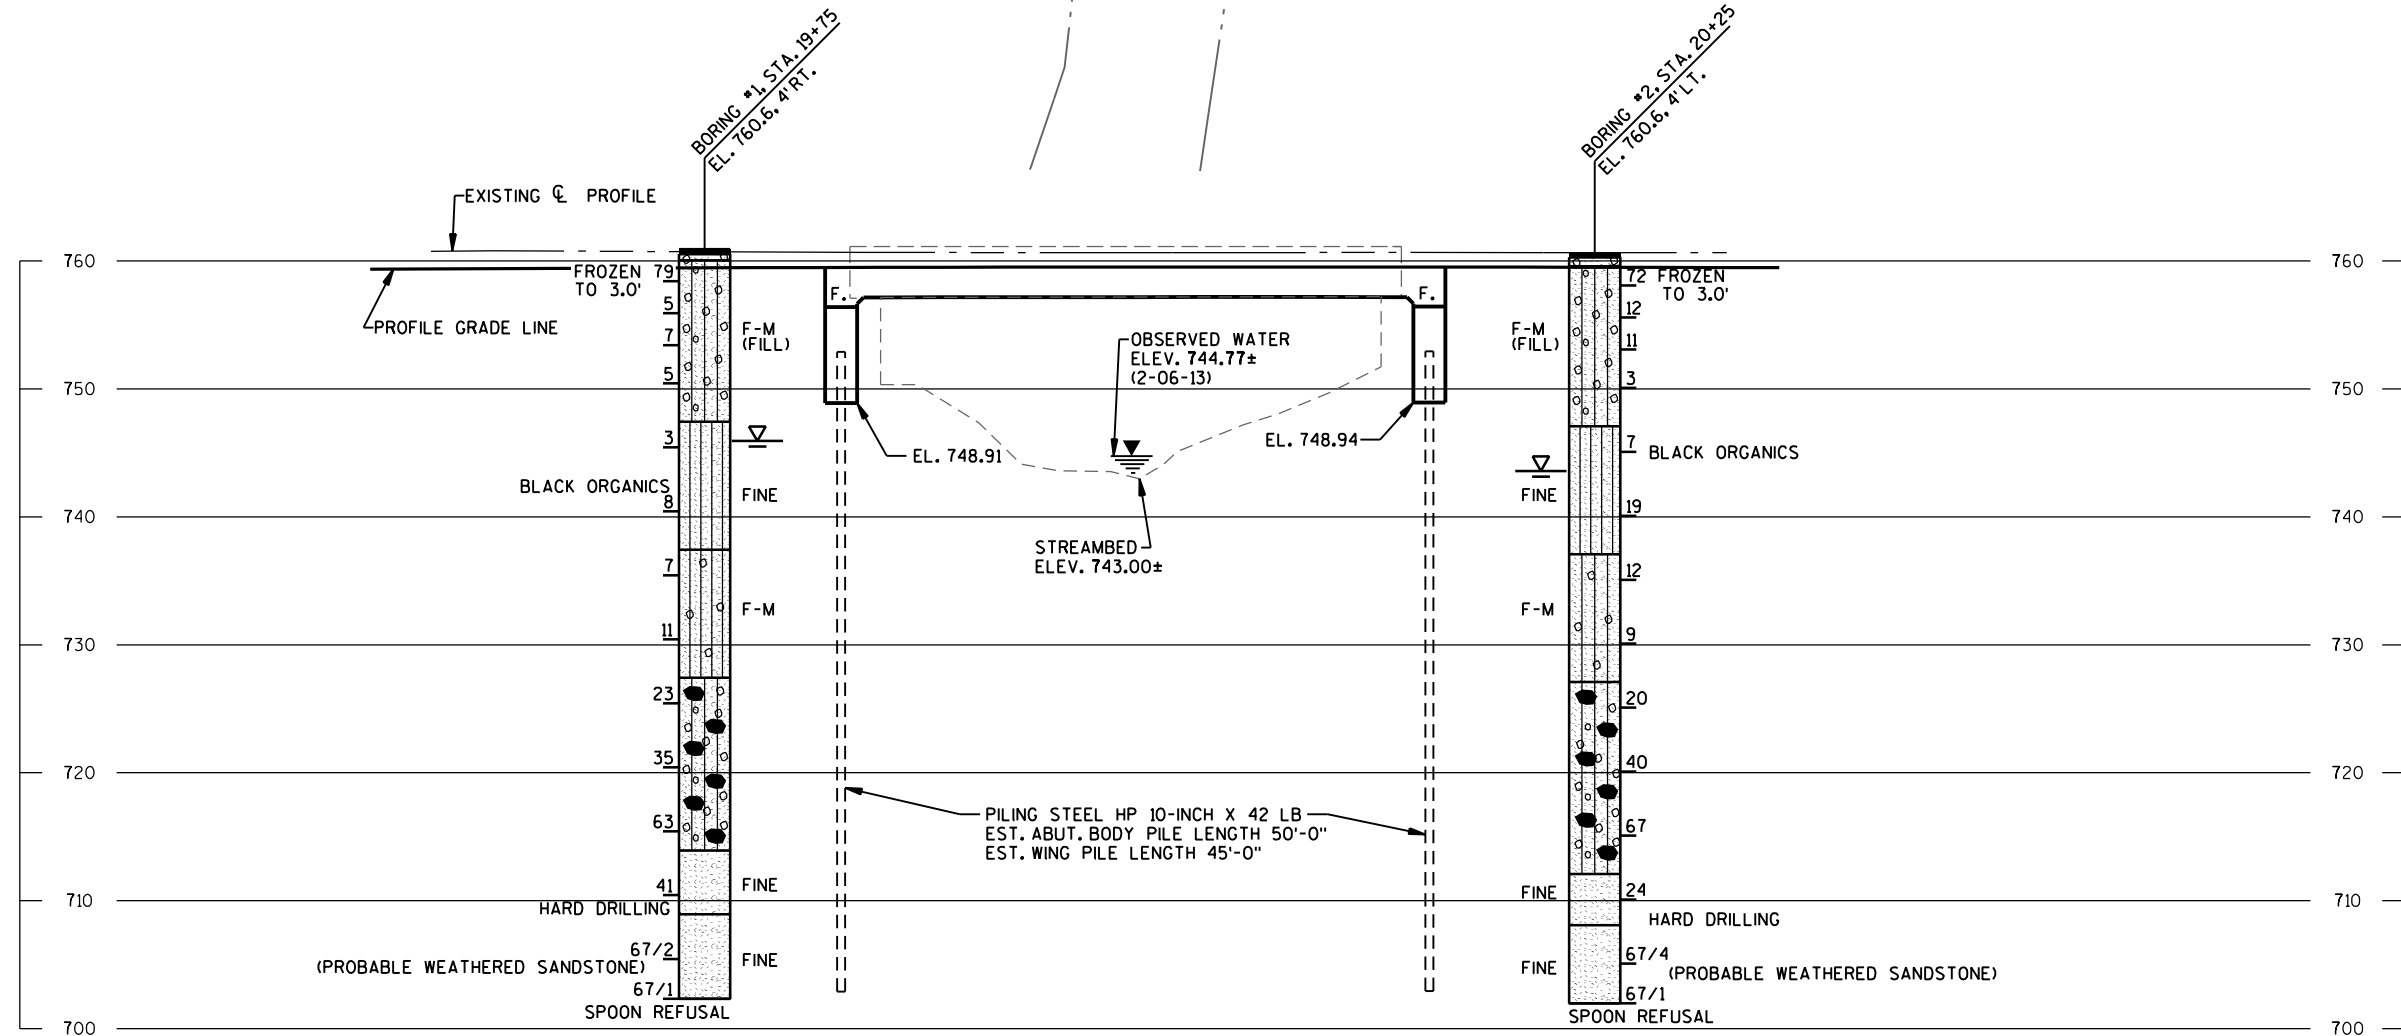 BORING #1, STA. 19+75
EL. 760.6, 4' RT.
BORING #2, STA. 20+25
EL. 760.6, 4' LT.
EXISTING ℄ PROFILE
760
760
FROZEN 79
TO 3.0'
72 FROZEN
TO 3.0'
F.
F.
PROFILE GRADE LINE
5
7
5
F-M
(FILL)
OBSERVED WATER
ELEV. 744.77±
(2-06-13)
F-M
(FILL)
12
11
3
750
750
3
EL. 748.91
EL. 748.94
7
BLACK ORGANICS
BLACK ORGANICS
8
FINE
FINE
19
740
740
STREAMBED
ELEV. 743.00±
7
F-M
11
F-M
12
9
730
730
23
35
63
20
40
67
720
720
PILING STEEL HP 10-INCH X 42 LB
EST. ABUT. BODY PILE LENGTH 50'-0"
EST. WING PILE LENGTH 45'-0"
41
FINE
FINE
24
710
710
HARD DRILLING
HARD DRILLING
67/2
(PROBABLE WEATHERED SANDSTONE)
FINE
67/1
SPOON REFUSAL
FINE
67/4
(PROBABLE WEATHERED SANDSTONE)
67/1
SPOON REFUSAL
700
700